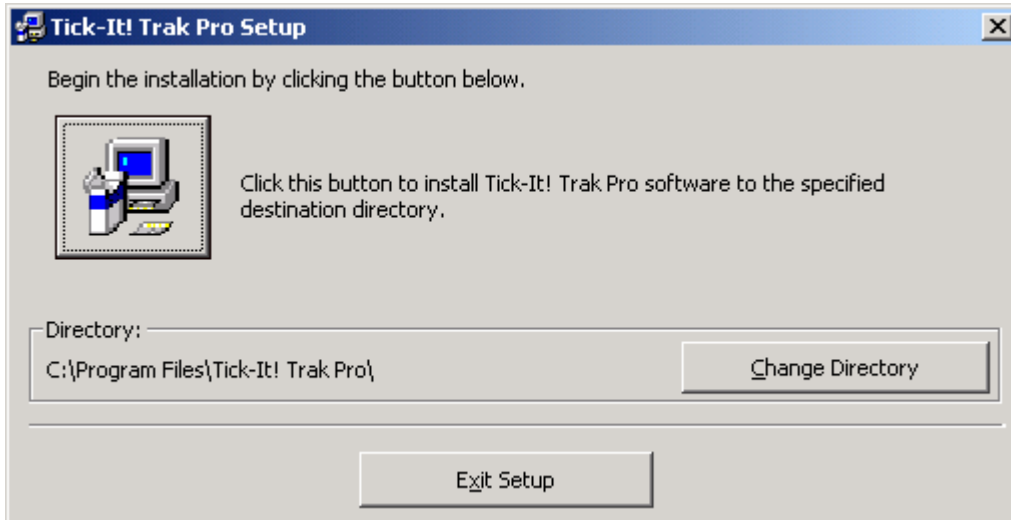 Tick-It! Trak Pro Setup
Begin the installation by clicking the button below.
Click this button to install Tick-It! Trak Pro software to the specified
destination directory.
Directory:
C:\Program Files\Tick-It! Trak Pro\
Change Directory
Exit Setup